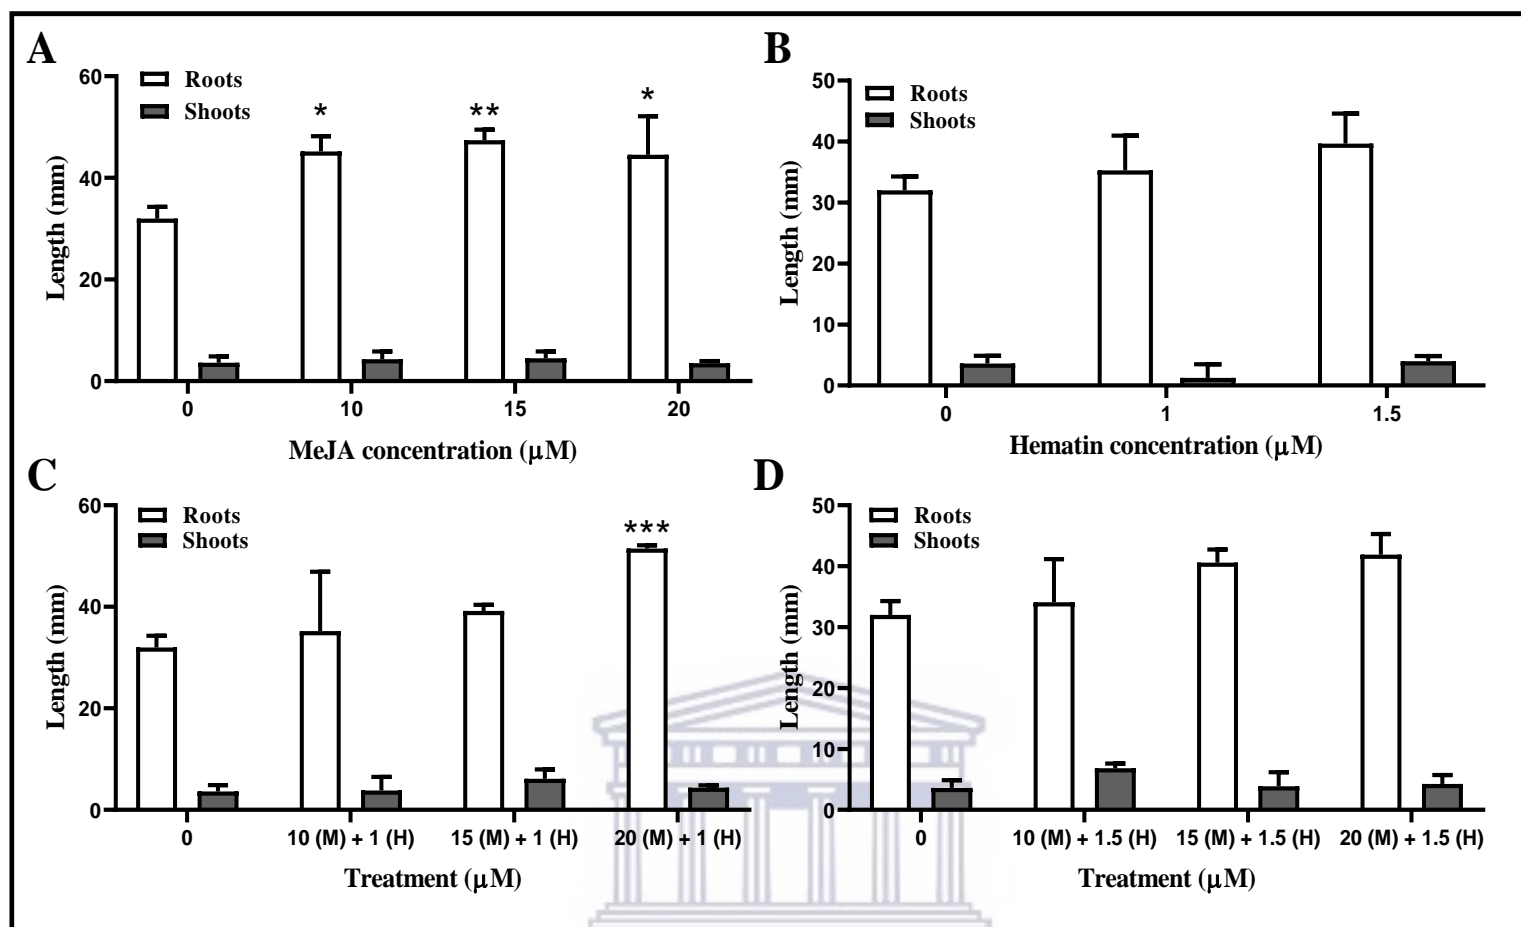 A
Roots
Shoots
* ** *
Length (mm)
60
40
20
0
0 10 15 20
MeJA concentration (μM)
B
Roots
Shoots
Length (mm)
50
40
30
20
10
0
0 1 1.5
Hematin concentration (μM)
C
Roots
Shoots
***
Length (mm)
60
40
20
0
0 10 (M) + 1 (H) 15 (M) + 1 (H) 20 (M) + 1 (H)
Treatment (μM)
D
Roots
Shoots
Length (mm)
50
40
30
20
10
0
0 10 (M) + 1.5 (H) 15 (M) + 1.5 (H) 20 (M) + 1.5 (H)
Treatment (μM)